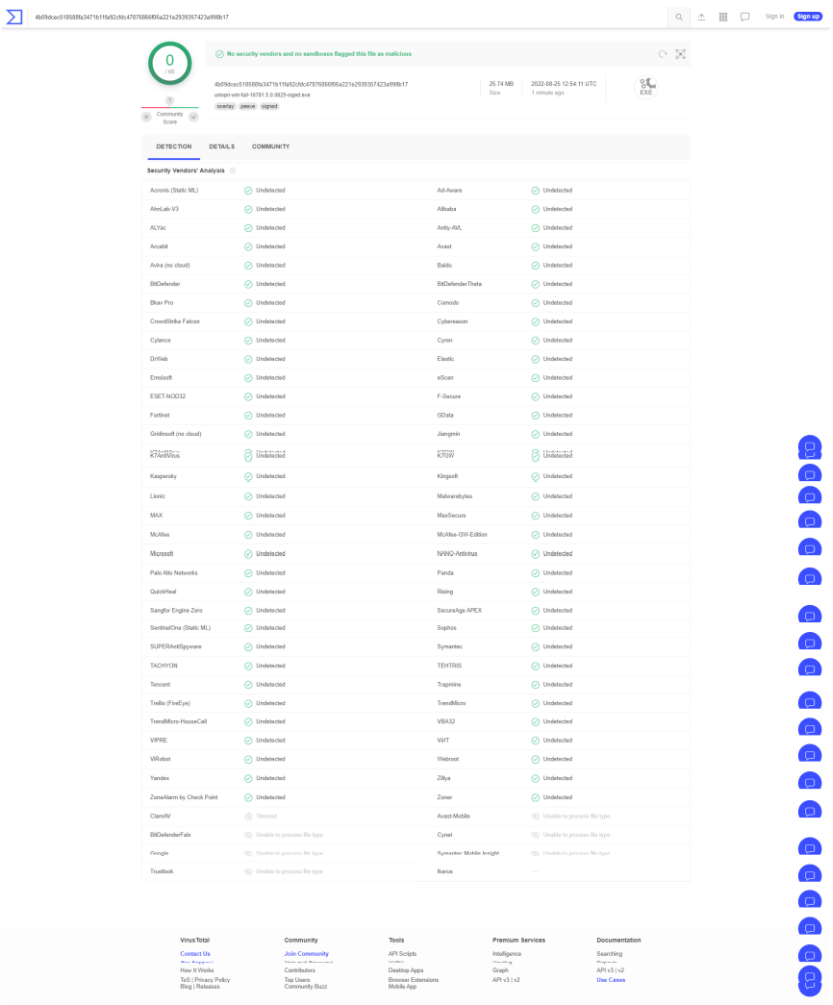 Sign in Sign up
0
/ 68
No security vendors and no sandboxes flagged this file as malicious
25.74 MB
Size
2022-08-25 12:54:11 UTC
1 minute ago
EXE
overlay peexe signed
Community
Score
DETECTION DETAILS COMMUNITY
Security Vendors' Analysis
Acronis (Static ML) Undetected Ad-Aware Undetected
AhnLab-V3 Undetected Alibaba Undetected
ALYac Undetected Antiy-AVL Undetected
Arcabit Undetected Avast Undetected
Avira (no cloud) Undetected Baidu Undetected
BitDefender Undetected BitDefenderTheta Undetected
Bkav Pro Undetected Comodo Undetected
CrowdStrike Falcon Undetected Cybereason Undetected
Cylance Undetected Cyren Undetected
DrWeb Undetected Elastic Undetected
Emsisoft Undetected eScan Undetected
ESET-NOD32 Undetected F-Secure Undetected
Fortinet Undetected GData Undetected
Gridinsoft (no cloud) Undetected Jiangmin Undetected
K7AntiVirus Undetected K7GW Undetected
Kaspersky Undetected Kingsoft Undetected
Lionic Undetected Malwarebytes Undetected
MAX Undetected MaxSecure Undetected
McAfee Undetected McAfee-GW-Edition Undetected
Microsoft Undetected NANO-Antivirus Undetected
Palo Alto Networks Undetected Panda Undetected
QuickHeal Undetected Rising Undetected
Sangfor Engine Zero Undetected SecureAge APEX Undetected
SentinelOne (Static ML) Undetected Sophos Undetected
SUPERAntiSpyware Undetected Symantec Undetected
TACHYON Undetected TEHTRIS Undetected
Tencent Undetected Trapmine Undetected
Trellix (FireEye) Undetected TrendMicro Undetected
TrendMicro-HouseCall Undetected VBA32 Undetected
VIPRE Undetected VirIT Undetected
ViRobot Undetected Webroot Undetected
Yandex Undetected Zillya Undetected
ZoneAlarm by Check Point Undetected Zoner Undetected
ClamAV Timeout Avast-Mobile Unable to process file type
BitDefenderFalx Unable to process file type Cynet Unable to process file type
Google Unable to process file type Symantec Mobile Insight Unable to process file type
Trustlook Unable to process file type Ikarus –
VirusTotal Community Tools Premium Services Documentation
Contact Us Join Community API Scripts Intelligence Searching
How It Works Contributors Desktop Apps Graph API v3 | v2
ToS | Privacy Policy Top Users Browser Extensions API v3 | v2 Use Cases
Blog | Releases Community Buzz Mobile App